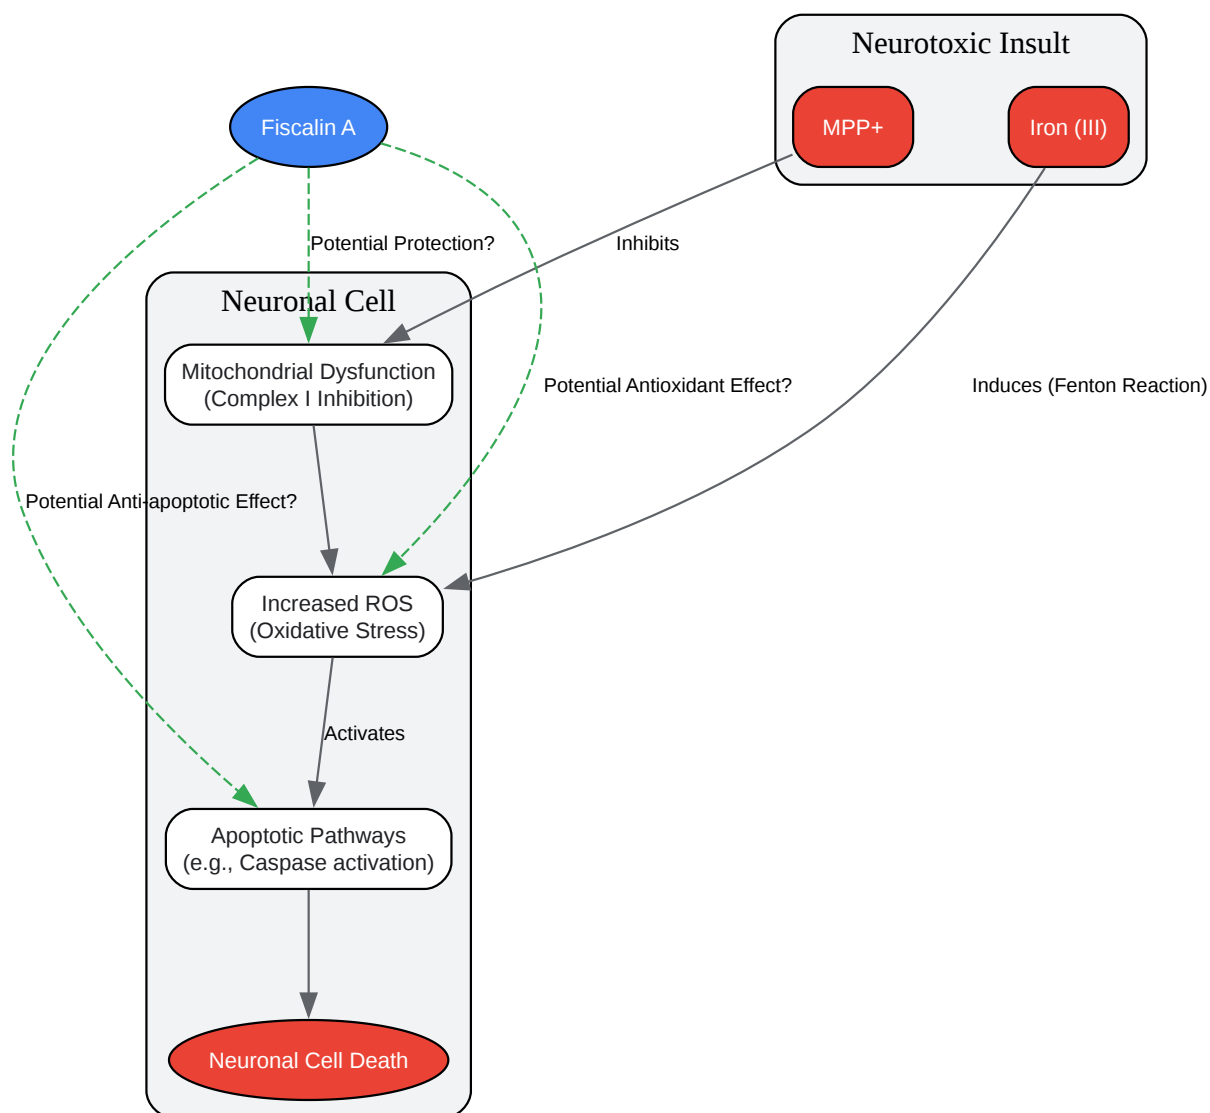 Neurotoxic Insult
Fiscalin A
MPP+
Iron (III)
Potential Protection?
Inhibits
Neuronal Cell
Mitochondrial Dysfunction
(Complex I Inhibition)
Potential Antioxidant Effect?
Induces (Fenton Reaction)
Potential Anti-apoptotic Effect?
Increased ROS
(Oxidative Stress)
Activates
Apoptotic Pathways
(e.g., Caspase activation)
Neuronal Cell Death